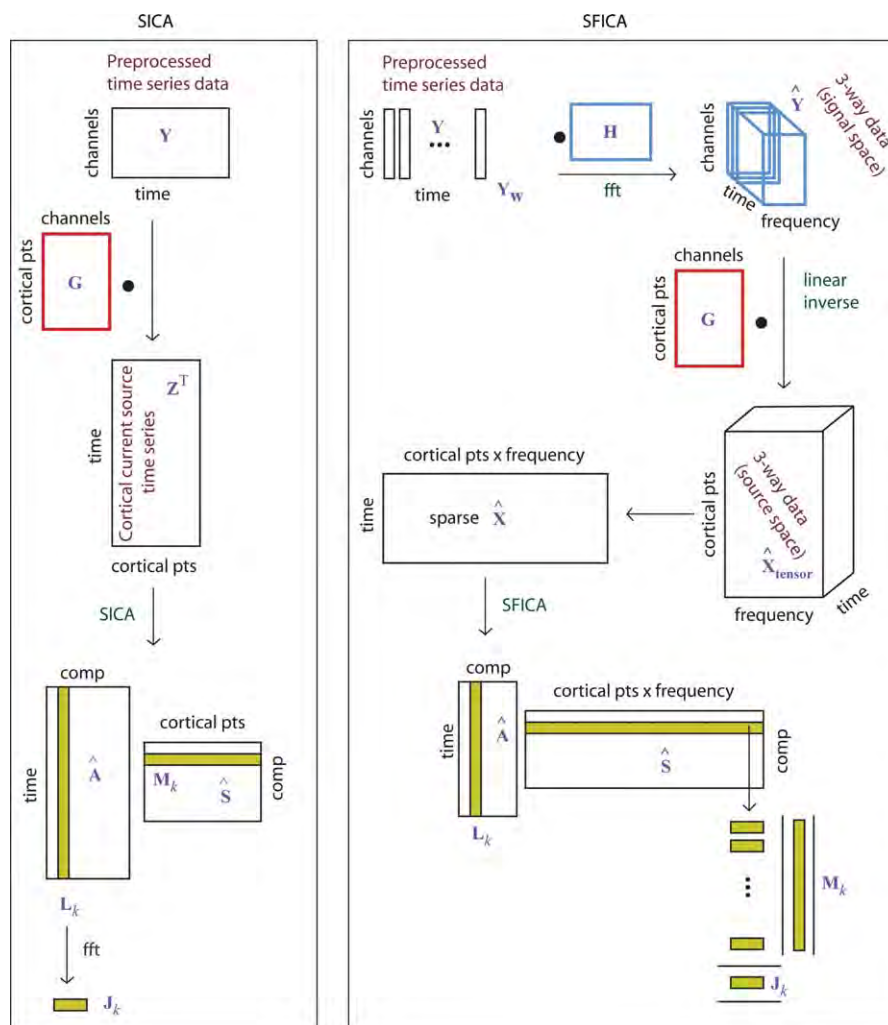 SICA
Preprocessed
time series data
channels
Y
time
channels
cortical pts
G
Z^T
Cortical current source
time series
time
cortical pts
SICA
comp
time
Â
L_k
cortical pts
M_k
Ŝ
comp
fft
J_k
SFICA
Preprocessed
time series data
channels
Y
...
time
Y_w
H
fft
channels
Ŷ
3-way data
(signal space)
time
frequency
channels
cortical pts
G
linear
inverse
cortical pts
3-way data
(source space)
X̂_tensor
frequency
time
cortical pts x frequency
time
sparse X̂
SFICA
comp
time
Â
L_k
cortical pts x frequency
Ŝ
comp
...
M_k
J_k